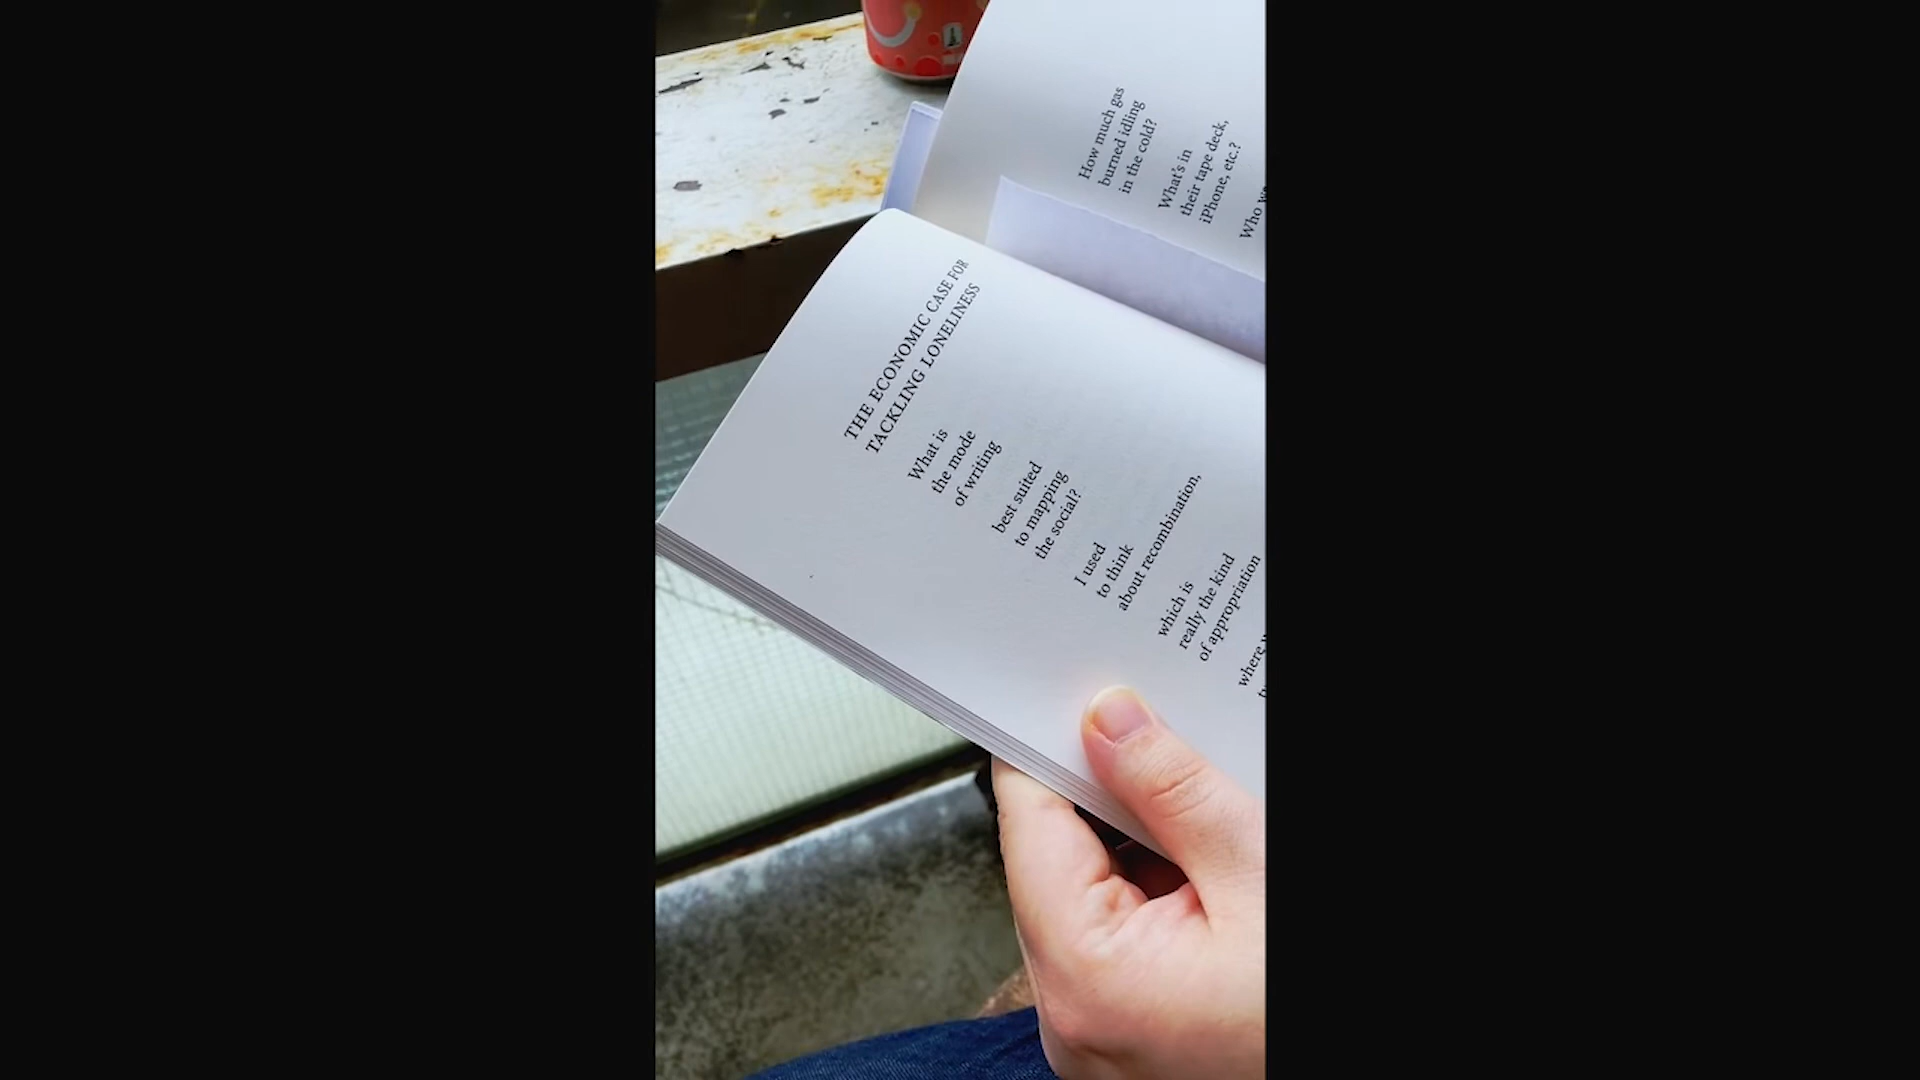 How much gas
burned idling
in the cold?
What's in
their tape deck,
iPhone, etc.?
Who
THE ECONOMIC CASE FOR
TACKLING LONELINESS
What is
the mode
of writing
best suited
to mapping
the social?
I used
to think
about recombination,
which is
really the kind
of appropriation
where